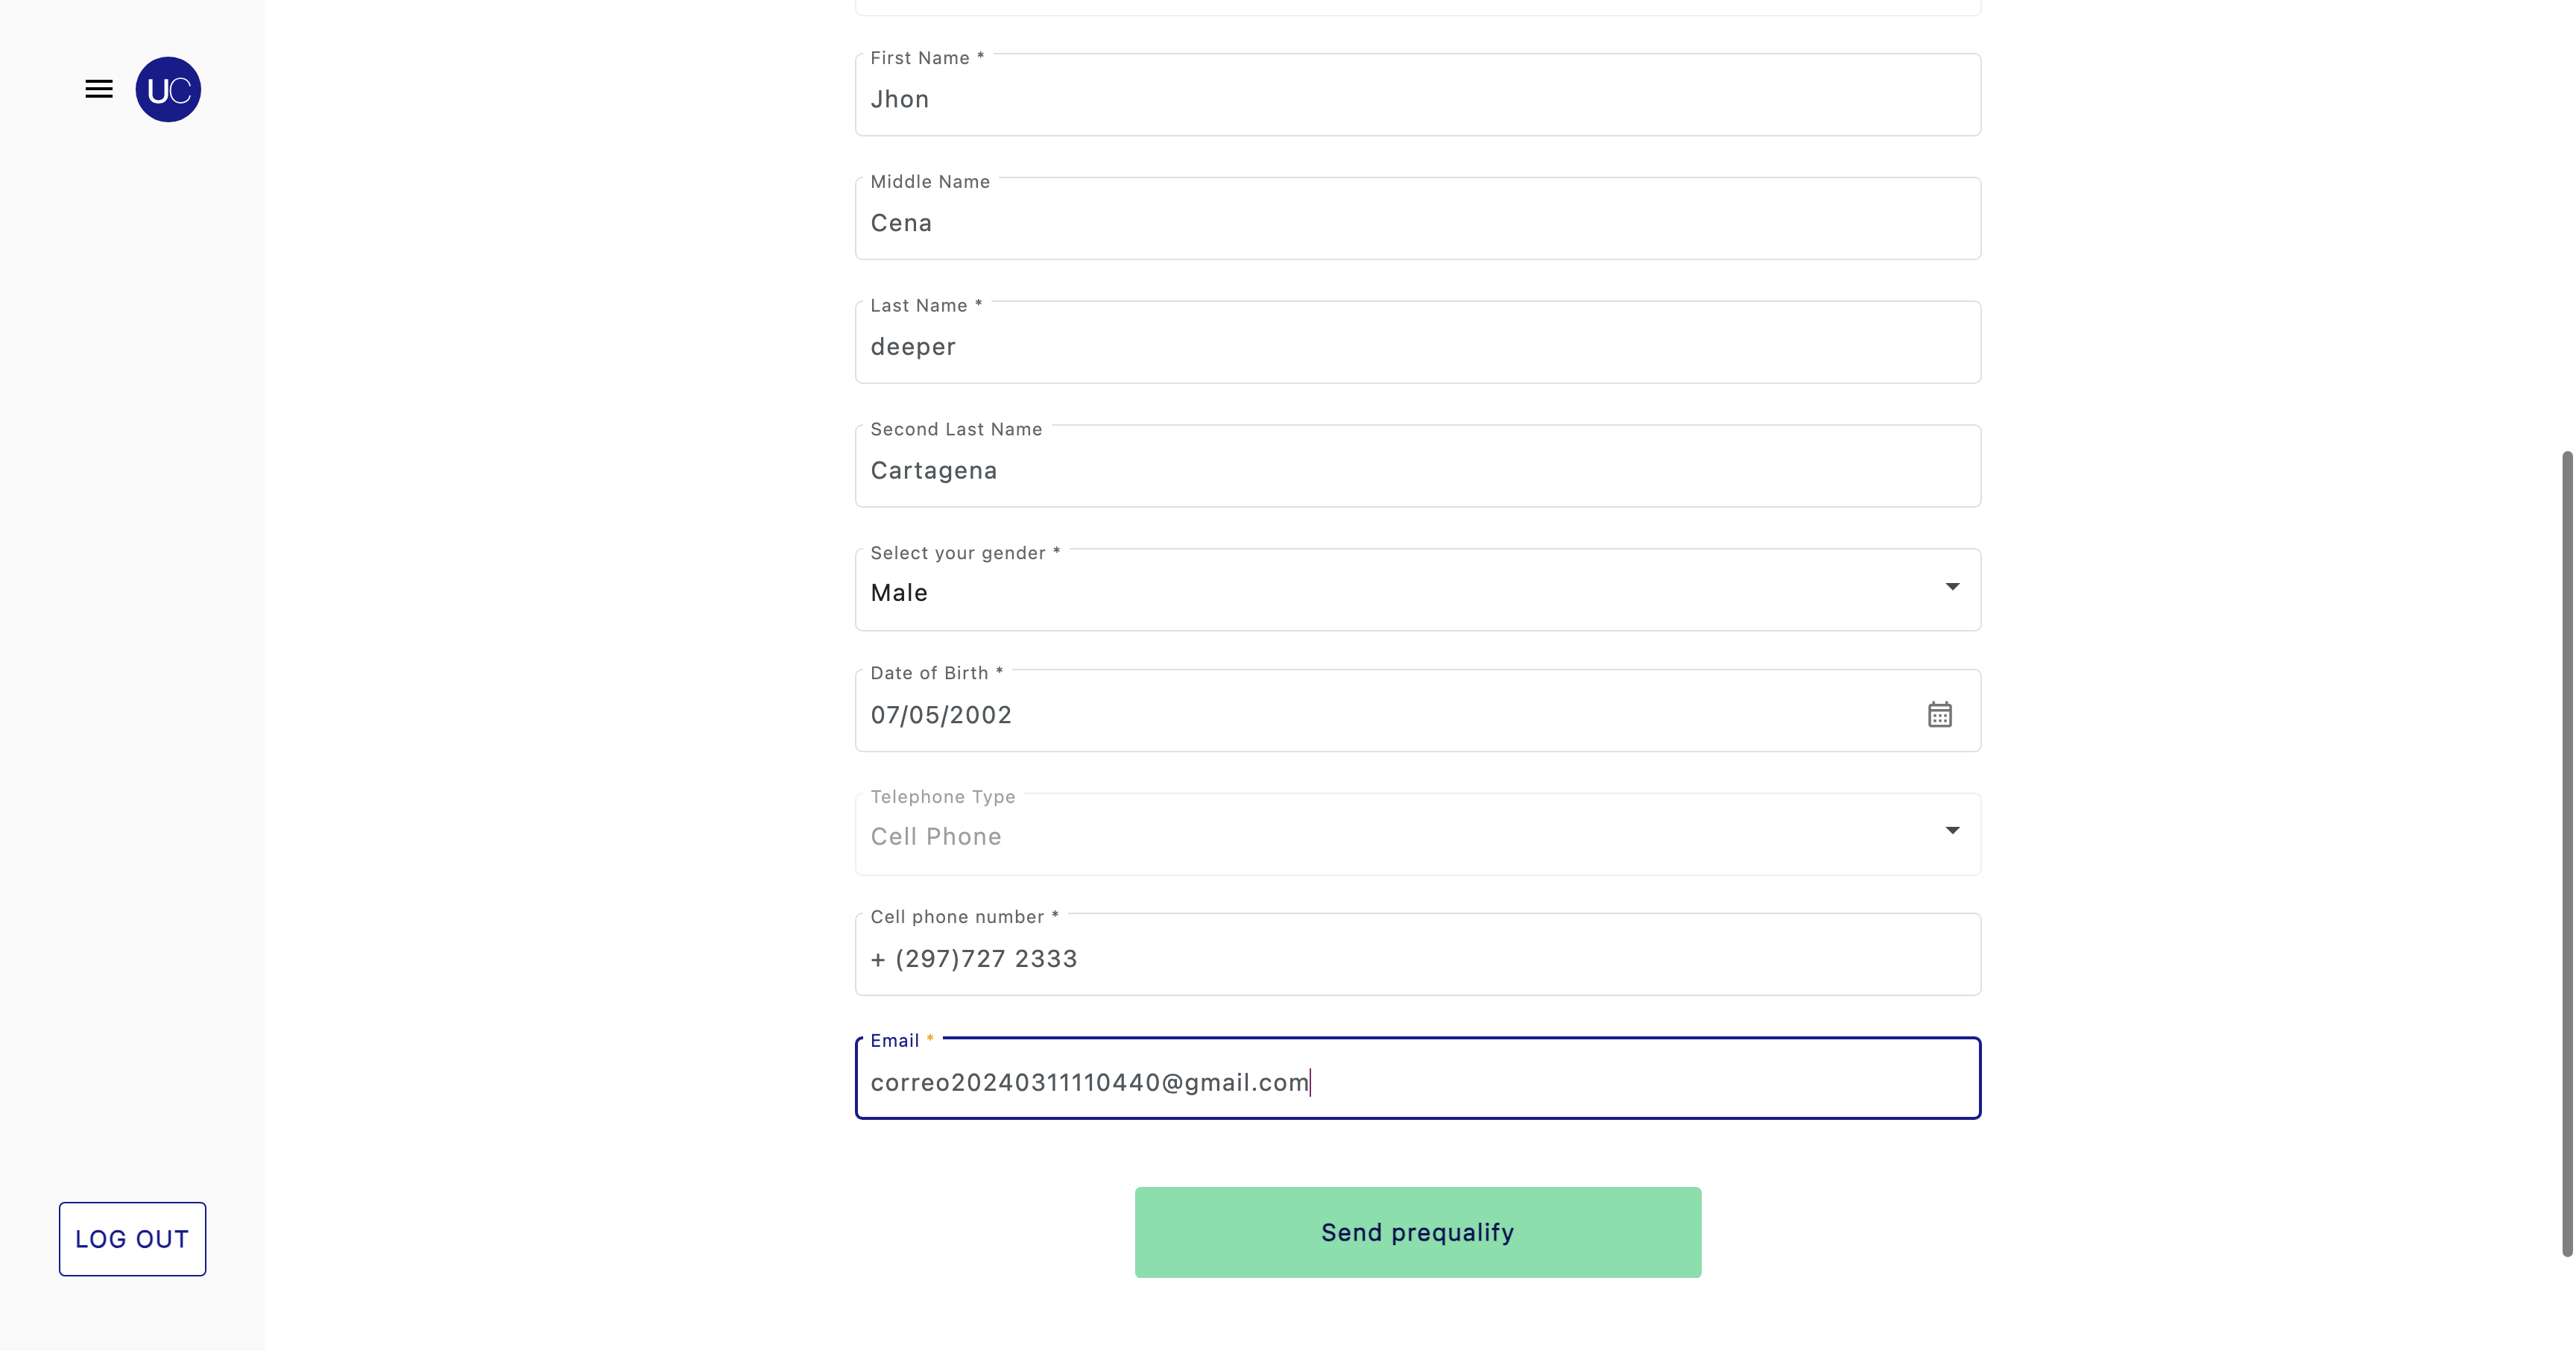 UC
First Name *
Jhon
Middle Name
Cena
Last Name *
deeper
Second Last Name
Cartagena
Select your gender *
Male
Date of Birth *
07/05/2002
Telephone Type
Cell Phone
Cell phone number *
+ (297)727 2333
Email *
correo20240311110440@gmail.com
Send prequalify
LOG OUT